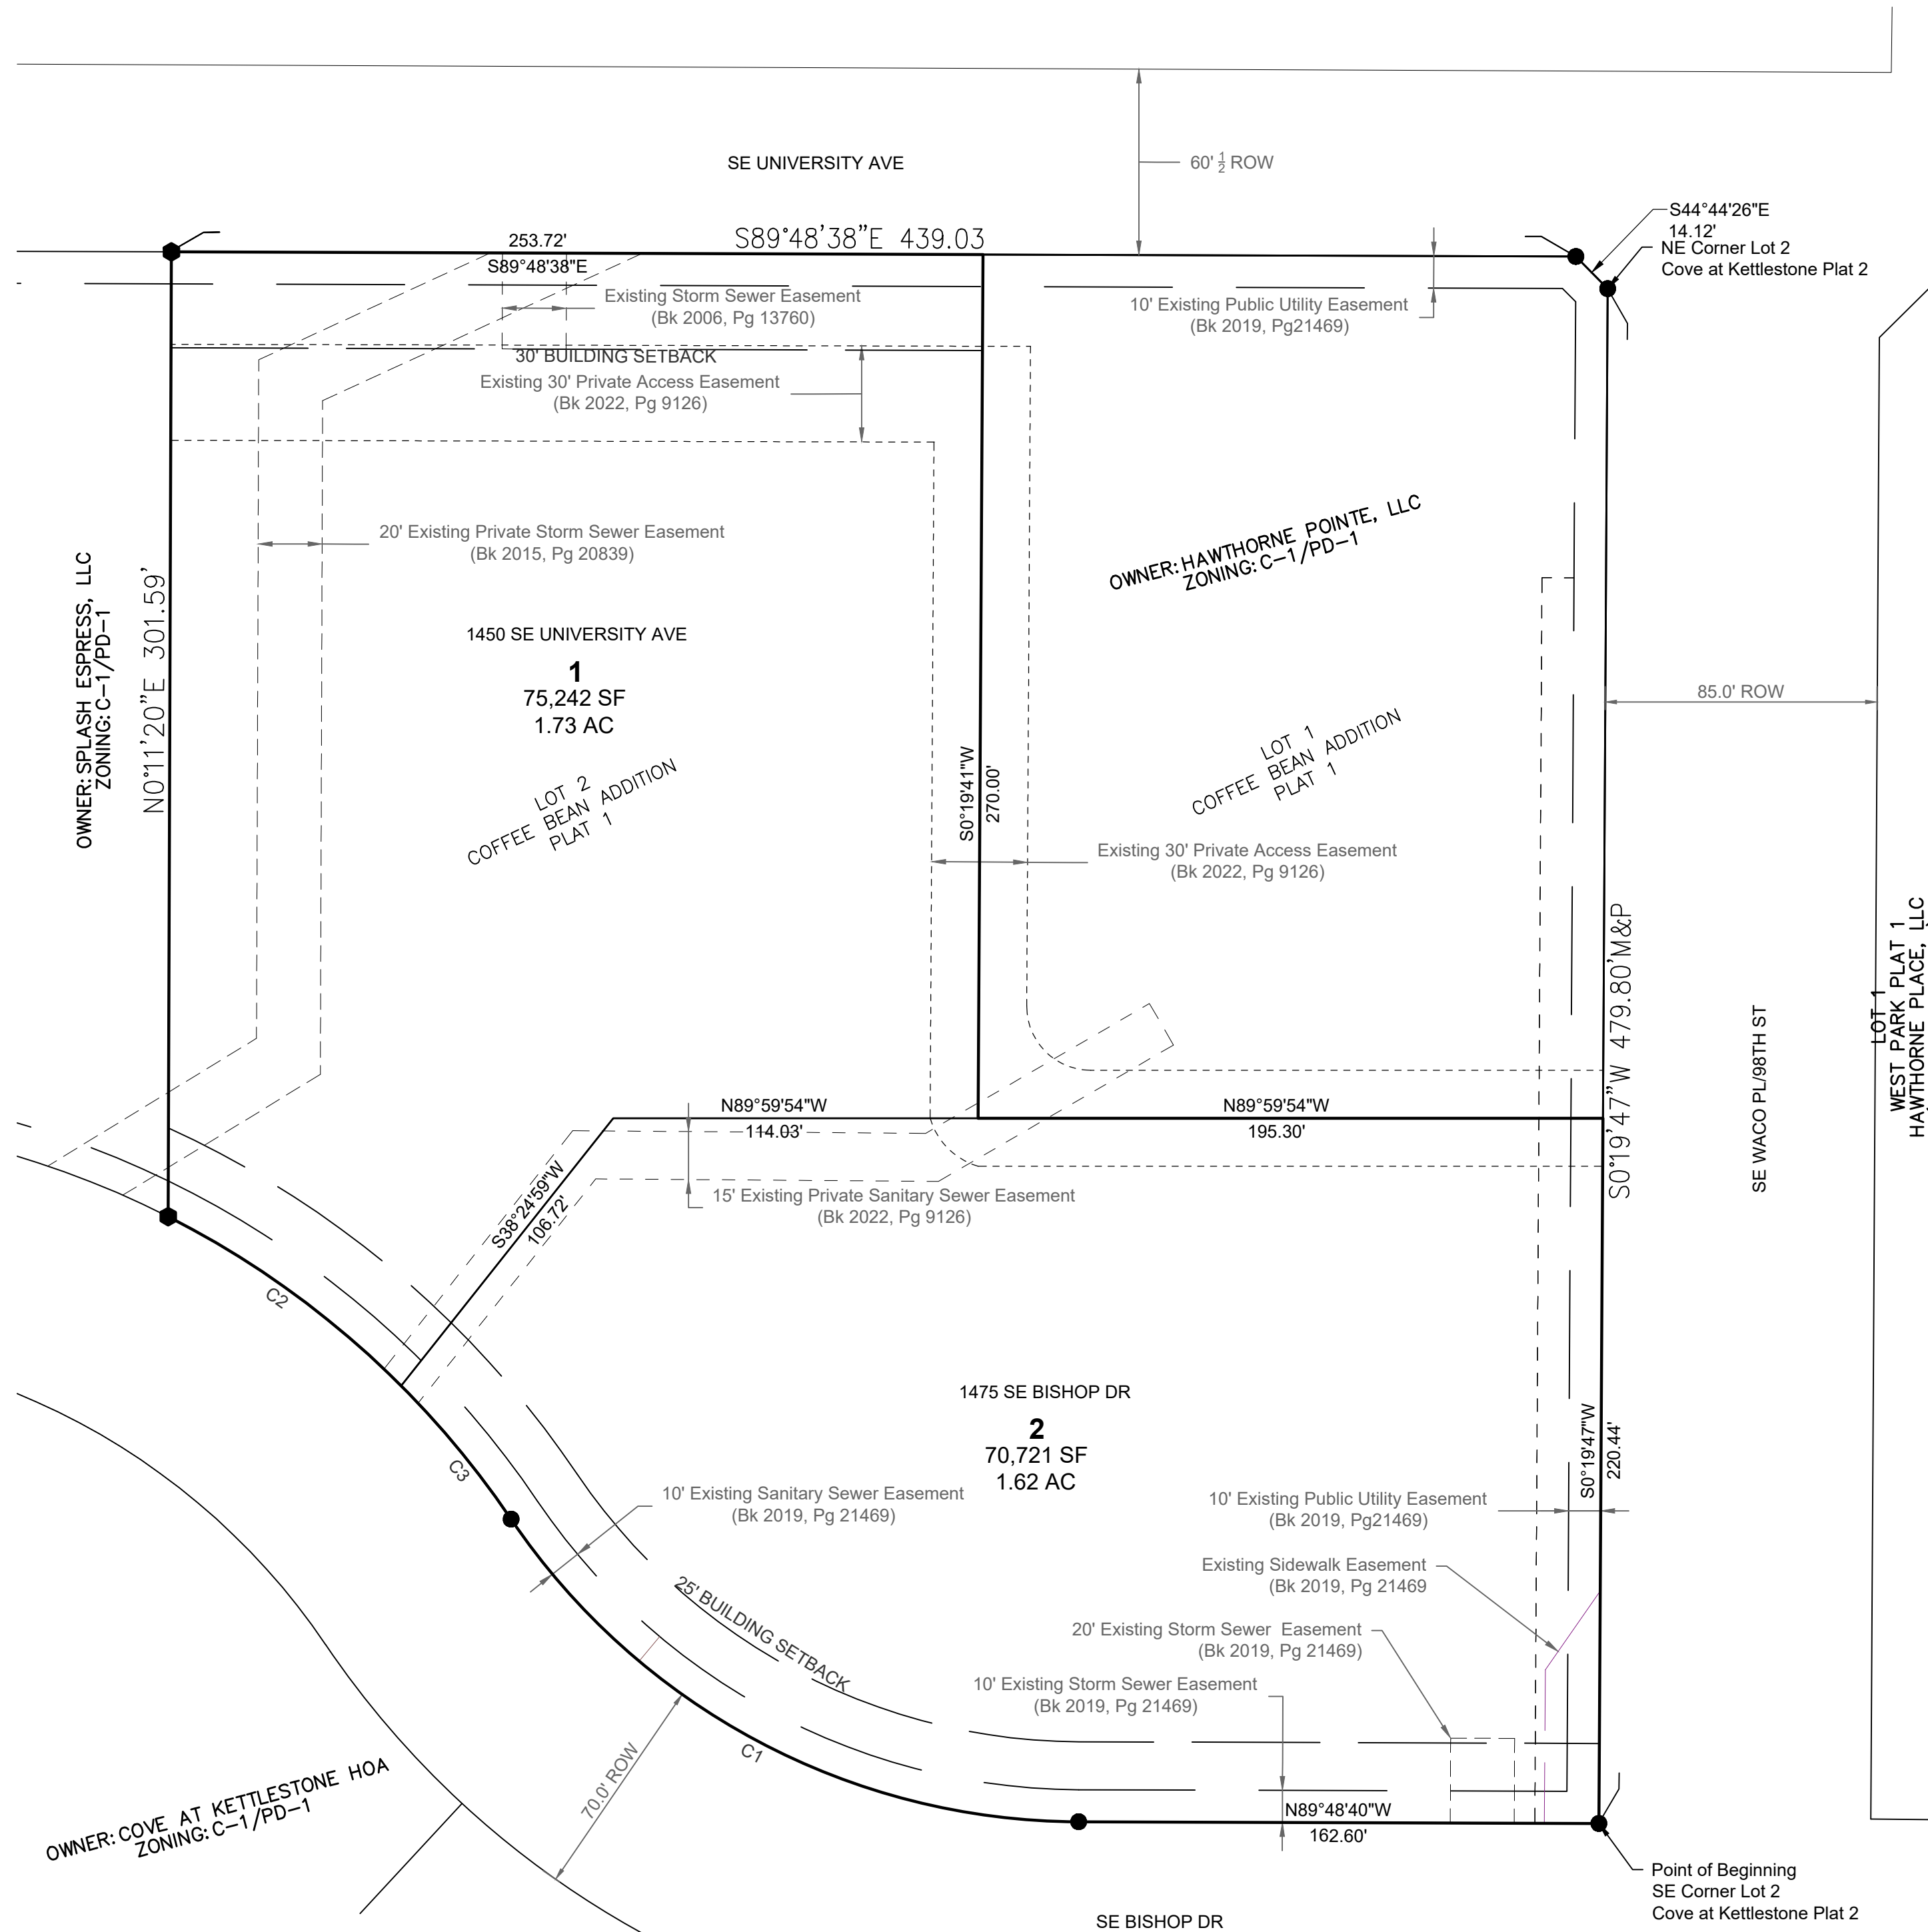 SE UNIVERSITY AVE
60' 1/2 ROW
S44°44'26"E
14.12'
NE Corner Lot 2
Cove at Kettlestone Plat 2
253.72'
S89°48'38"E 439.03
S89°48'38"E
Existing Storm Sewer Easement
(Bk 2006, Pg 13760)
10' Existing Public Utility Easement
(Bk 2019, Pg21469)
30' BUILDING SETBACK
Existing 30' Private Access Easement
(Bk 2022, Pg 9126)
20' Existing Private Storm Sewer Easement
(Bk 2015, Pg 20839)
OWNER: HAWTHORNE POINTE, LLC
ZONING: C-1/PD-1
OWNER: SPLASH ESPRESS, LLC
ZONING: C-1/PD-1
N0°11'20"E 301.59'
1450 SE UNIVERSITY AVE
1
75,242 SF
1.73 AC
LOT 2
COFFEE BEAN ADDITION
PLAT 1
S0°19'41"W
270.00'
LOT 1
COFFEE BEAN ADDITION
PLAT 1
85.0' ROW
Existing 30' Private Access Easement
(Bk 2022, Pg 9126)
S0°19'47"W 479.80'M&P
SE WACO PL/98TH ST
LOT 1
WEST PARK PLAT 1
HAWTHORNE PLACE, LLC
N89°59'54"W
114.03'
N89°59'54"W
195.30'
S38°24'59"W
106.72'
15' Existing Private Sanitary Sewer Easement
(Bk 2022, Pg 9126)
C2
C3
1475 SE BISHOP DR
2
70,721 SF
1.62 AC
S0°19'47"W
220.44'
10' Existing Sanitary Sewer Easement
(Bk 2019, Pg 21469)
10' Existing Public Utility Easement
(Bk 2019, Pg21469)
Existing Sidewalk Easement
(Bk 2019, Pg 21469
25' BUILDING SETBACK
20' Existing Storm Sewer Easement
(Bk 2019, Pg 21469)
10' Existing Storm Sewer Easement
(Bk 2019, Pg 21469)
C1
70.0' ROW
OWNER: COVE AT KETTLESTONE HOA
ZONING: C-1/PD-1
N89°48'40"W
162.60'
Point of Beginning
SE Corner Lot 2
Cove at Kettlestone Plat 2
SE BISHOP DR